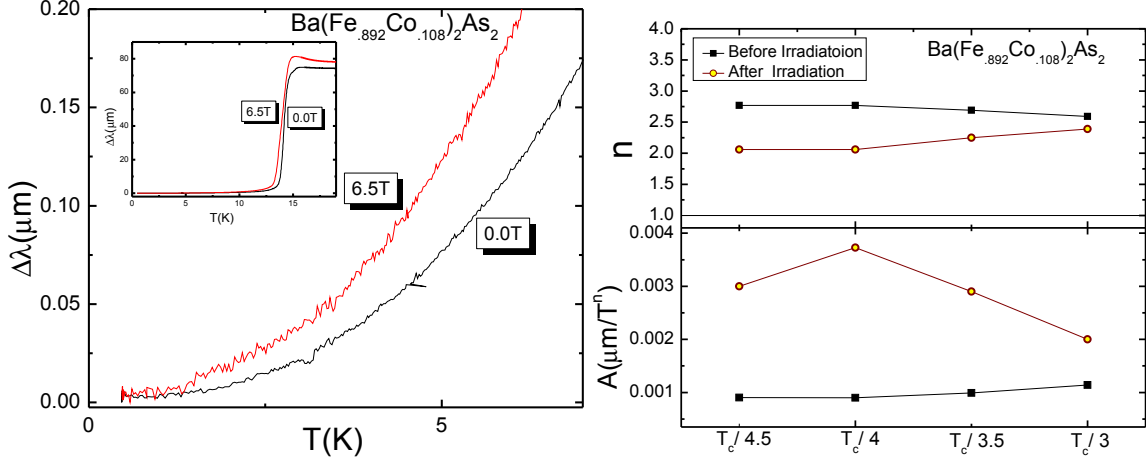 Ba(Fe.892Co.108)2As2
0.20
0.15
0.10
0.05
0.00
Δλ(μm)
0
5
T(K)
80
60
40
20
0
Δλ(μm)
0
5
10
15
T(K)
6.5T
0.0T
6.5T
0.0T
Before Irradiatoion
After Irradiation
Ba(Fe.892Co.108)2As2
4.0
3.5
3.0
2.5
2.0
1.5
1.0
n
0.004
0.003
0.002
0.001
A(μm/Tⁿ)
Tc/ 4.5
Tc/ 4
Tc/ 3.5
Tc/ 3